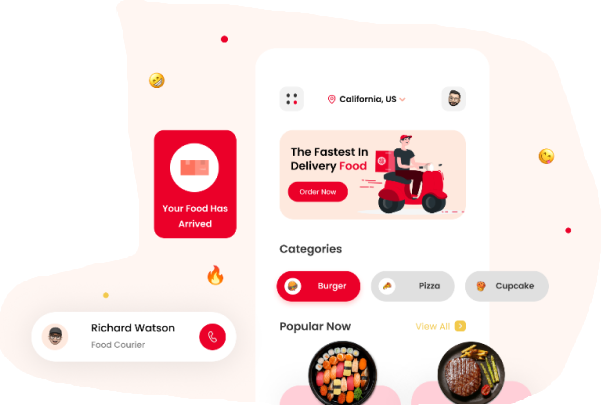 California, US
The Fastest In
Delivery Food
Order Now
Your Food Has
Arrived
Categories
Burger
Pizza
Cupcake
Richard Watson
Food Courier
Popular Now
View All